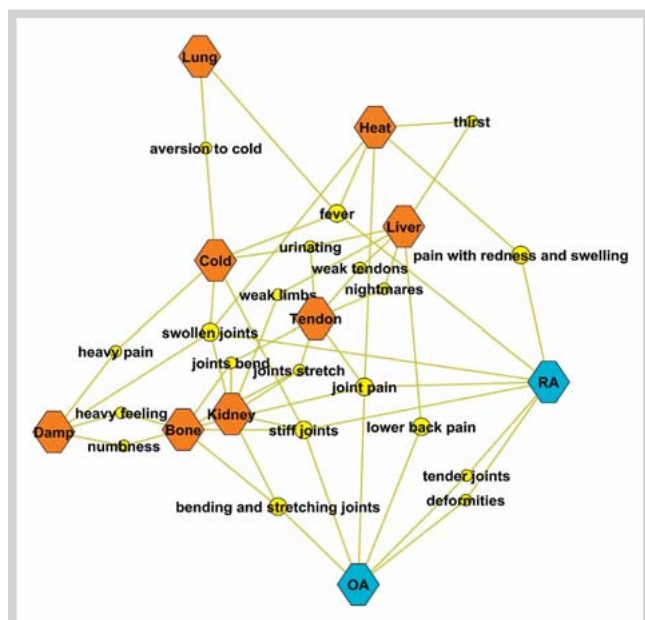 Lung
Heat
thirst
aversion to cold
fever
Liver
urinating
pain with redness and swelling
Cold
weak tendons
nightmares
weak limbs
Tendon
swollen joints
heavy pain
joints bend
joints stretch
joint pain
RA
heavy feeling
Kidney
Damp
Bone
stiff joints
lower back pain
numbness
tender joints
deformities
bending and stretching joints
OA